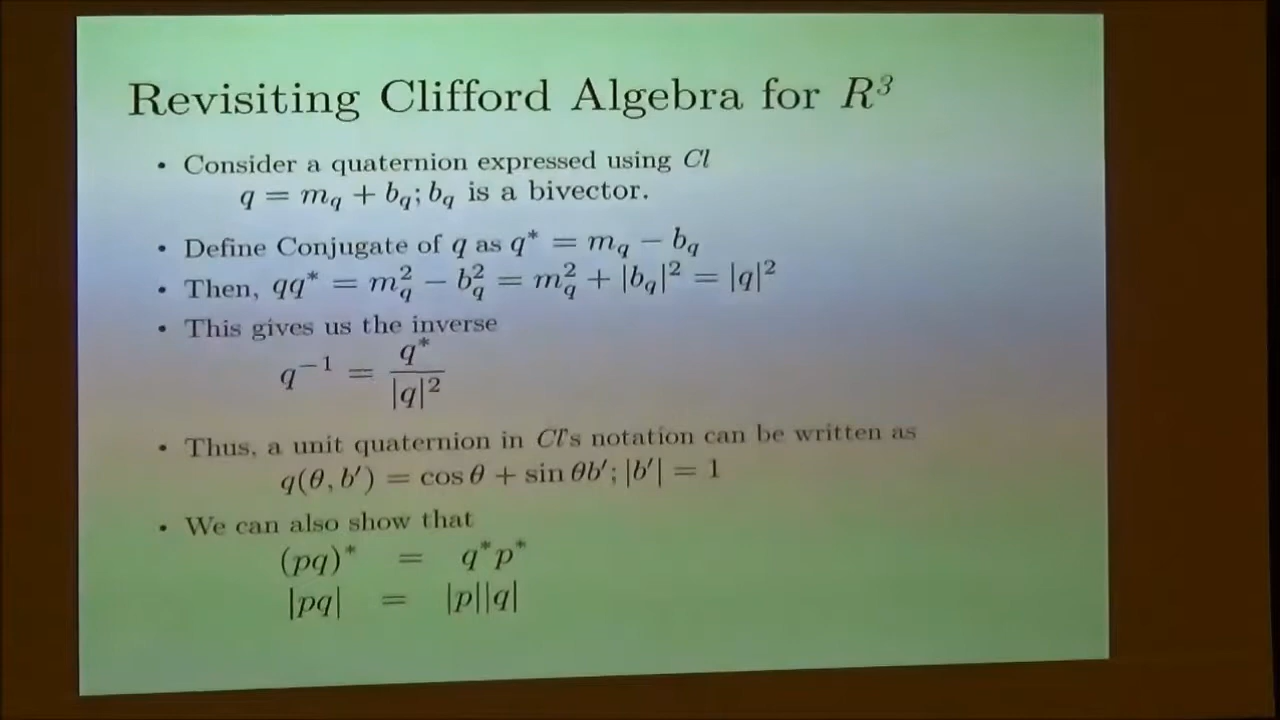 Revisiting Clifford Algebra for R³
• Consider a quaternion expressed using Cl
q = m_q + b_q; b_q is a bivector.
• Define Conjugate of q as q* = m_q − b_q
• Then, qq* = m_q² − b_q² = m_q² + |b_q|² = |q|²
• This gives us the inverse
q⁻¹ = q* / |q|²
• Thus, a unit quaternion in Cl's notation can be written as
q(θ, b′) = cos θ + sin θb′; |b′| = 1
• We can also show that
(pq)* = q*p*
|pq| = |p||q|